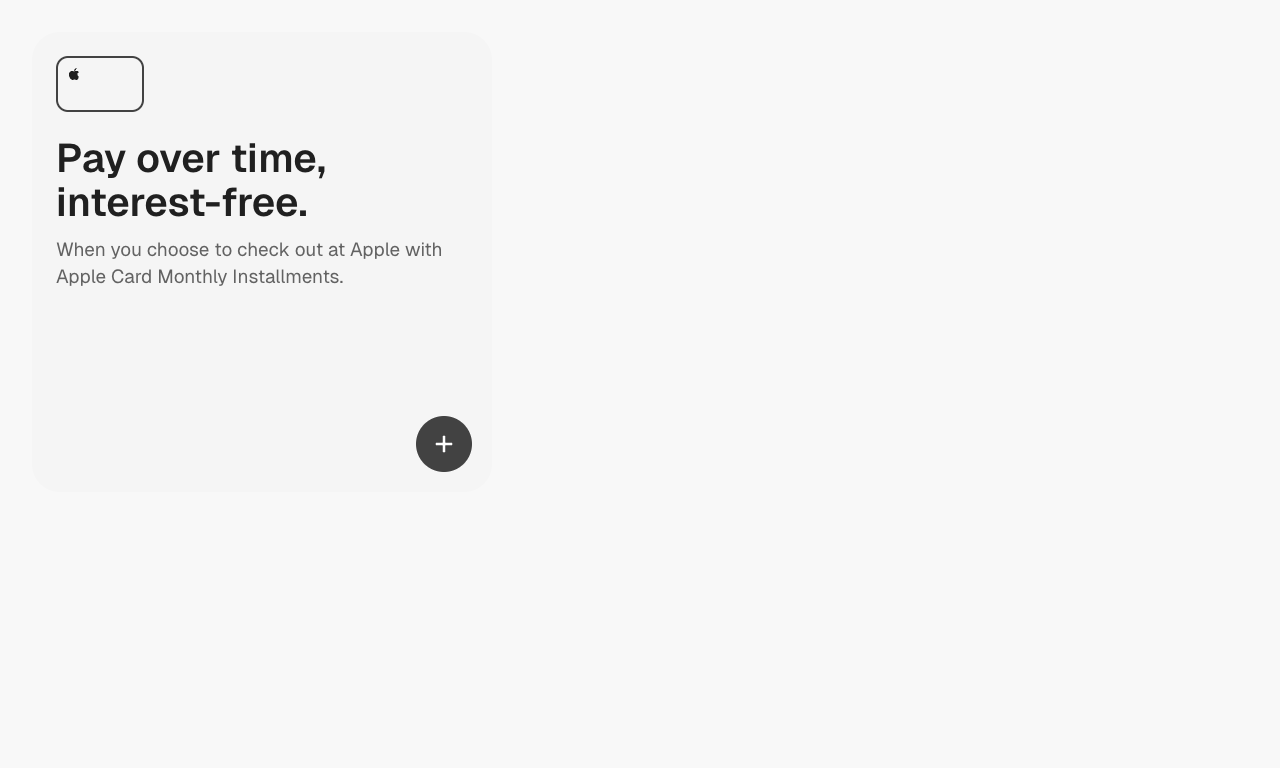 Pay over time,
interest-free.
When you choose to check out at Apple with
Apple Card Monthly Installments.